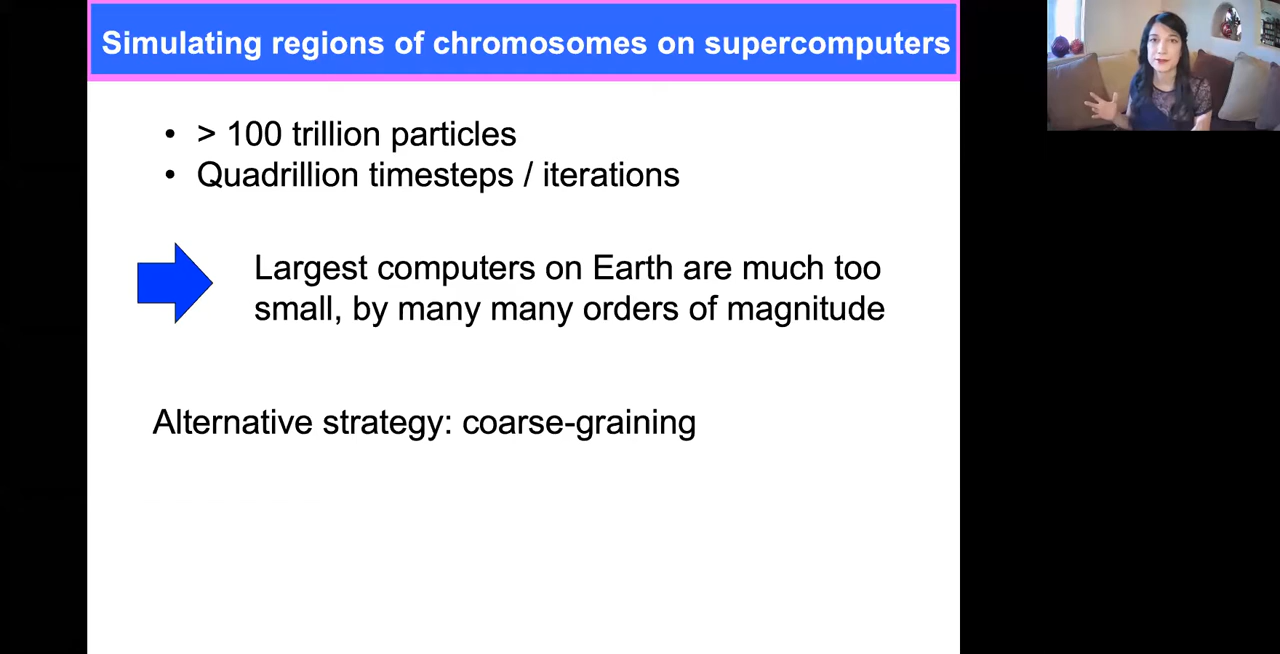 Simulating regions of chromosomes on supercomputers
• > 100 trillion particles
• Quadrillion timesteps / iterations
Largest computers on Earth are much too
small, by many many orders of magnitude
Alternative strategy: coarse-graining